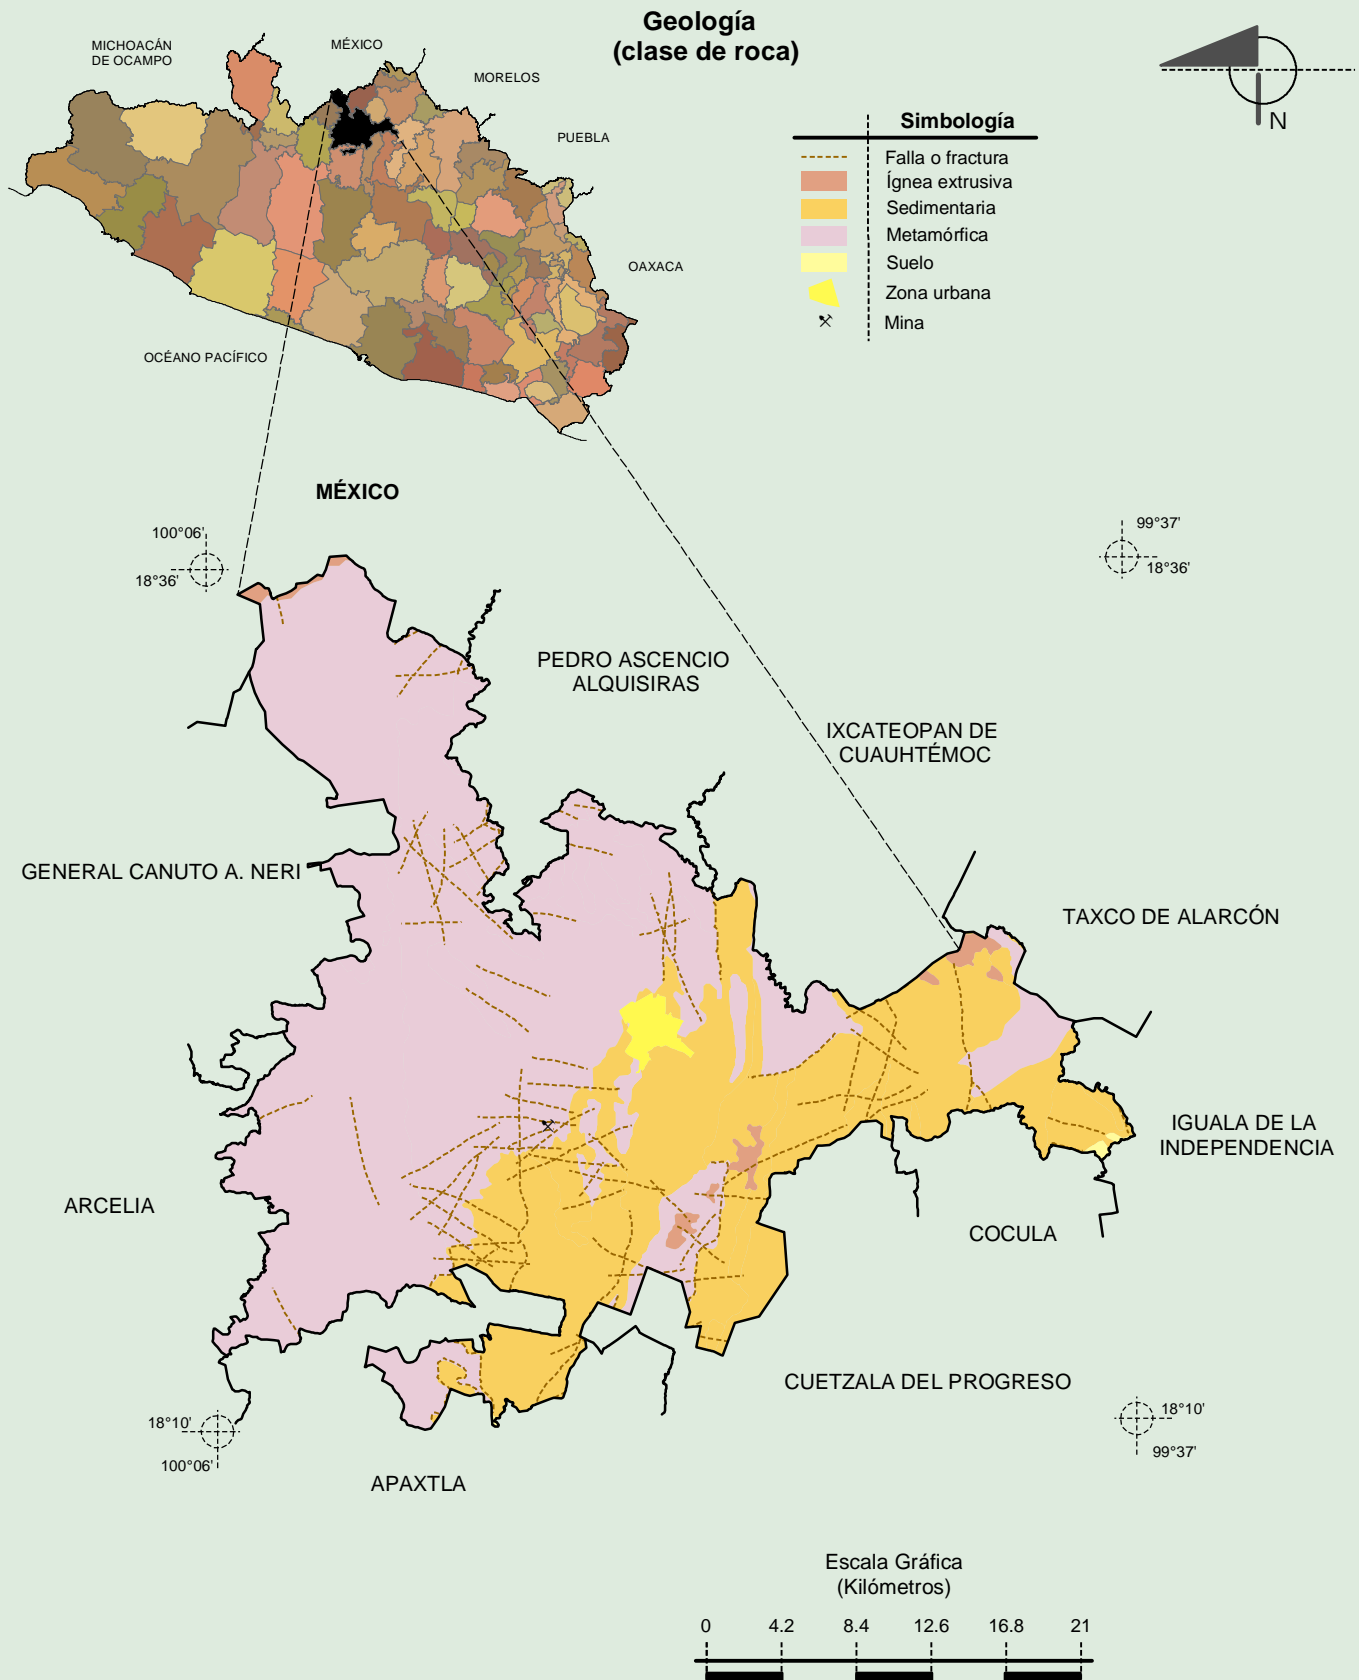 Geología
(clase de roca)
MICHOACÁN
DE OCAMPO
MÉXICO
MORELOS
PUEBLA
OAXACA
OCÉANO PACÍFICO
N
Simbología
Falla o fractura
Ígnea extrusiva
Sedimentaria
Metamórfica
Suelo
Zona urbana
Mina
MÉXICO
100°06'
18°36'
99°37'
18°36'
PEDRO ASCENCIO
ALQUISIRAS
IXCATEOPAN DE
CUAUHTÉMOC
GENERAL CANUTO A. NERI
TAXCO DE ALARCÓN
IGUALA DE LA
INDEPENDENCIA
ARCELIA
COCULA
CUETZALA DEL PROGRESO
18°10'
100°06'
18°10'
99°37'
APAXTLA
Escala Gráfica
(Kilómetros)
0 4.2 8.4 12.6 16.8 21